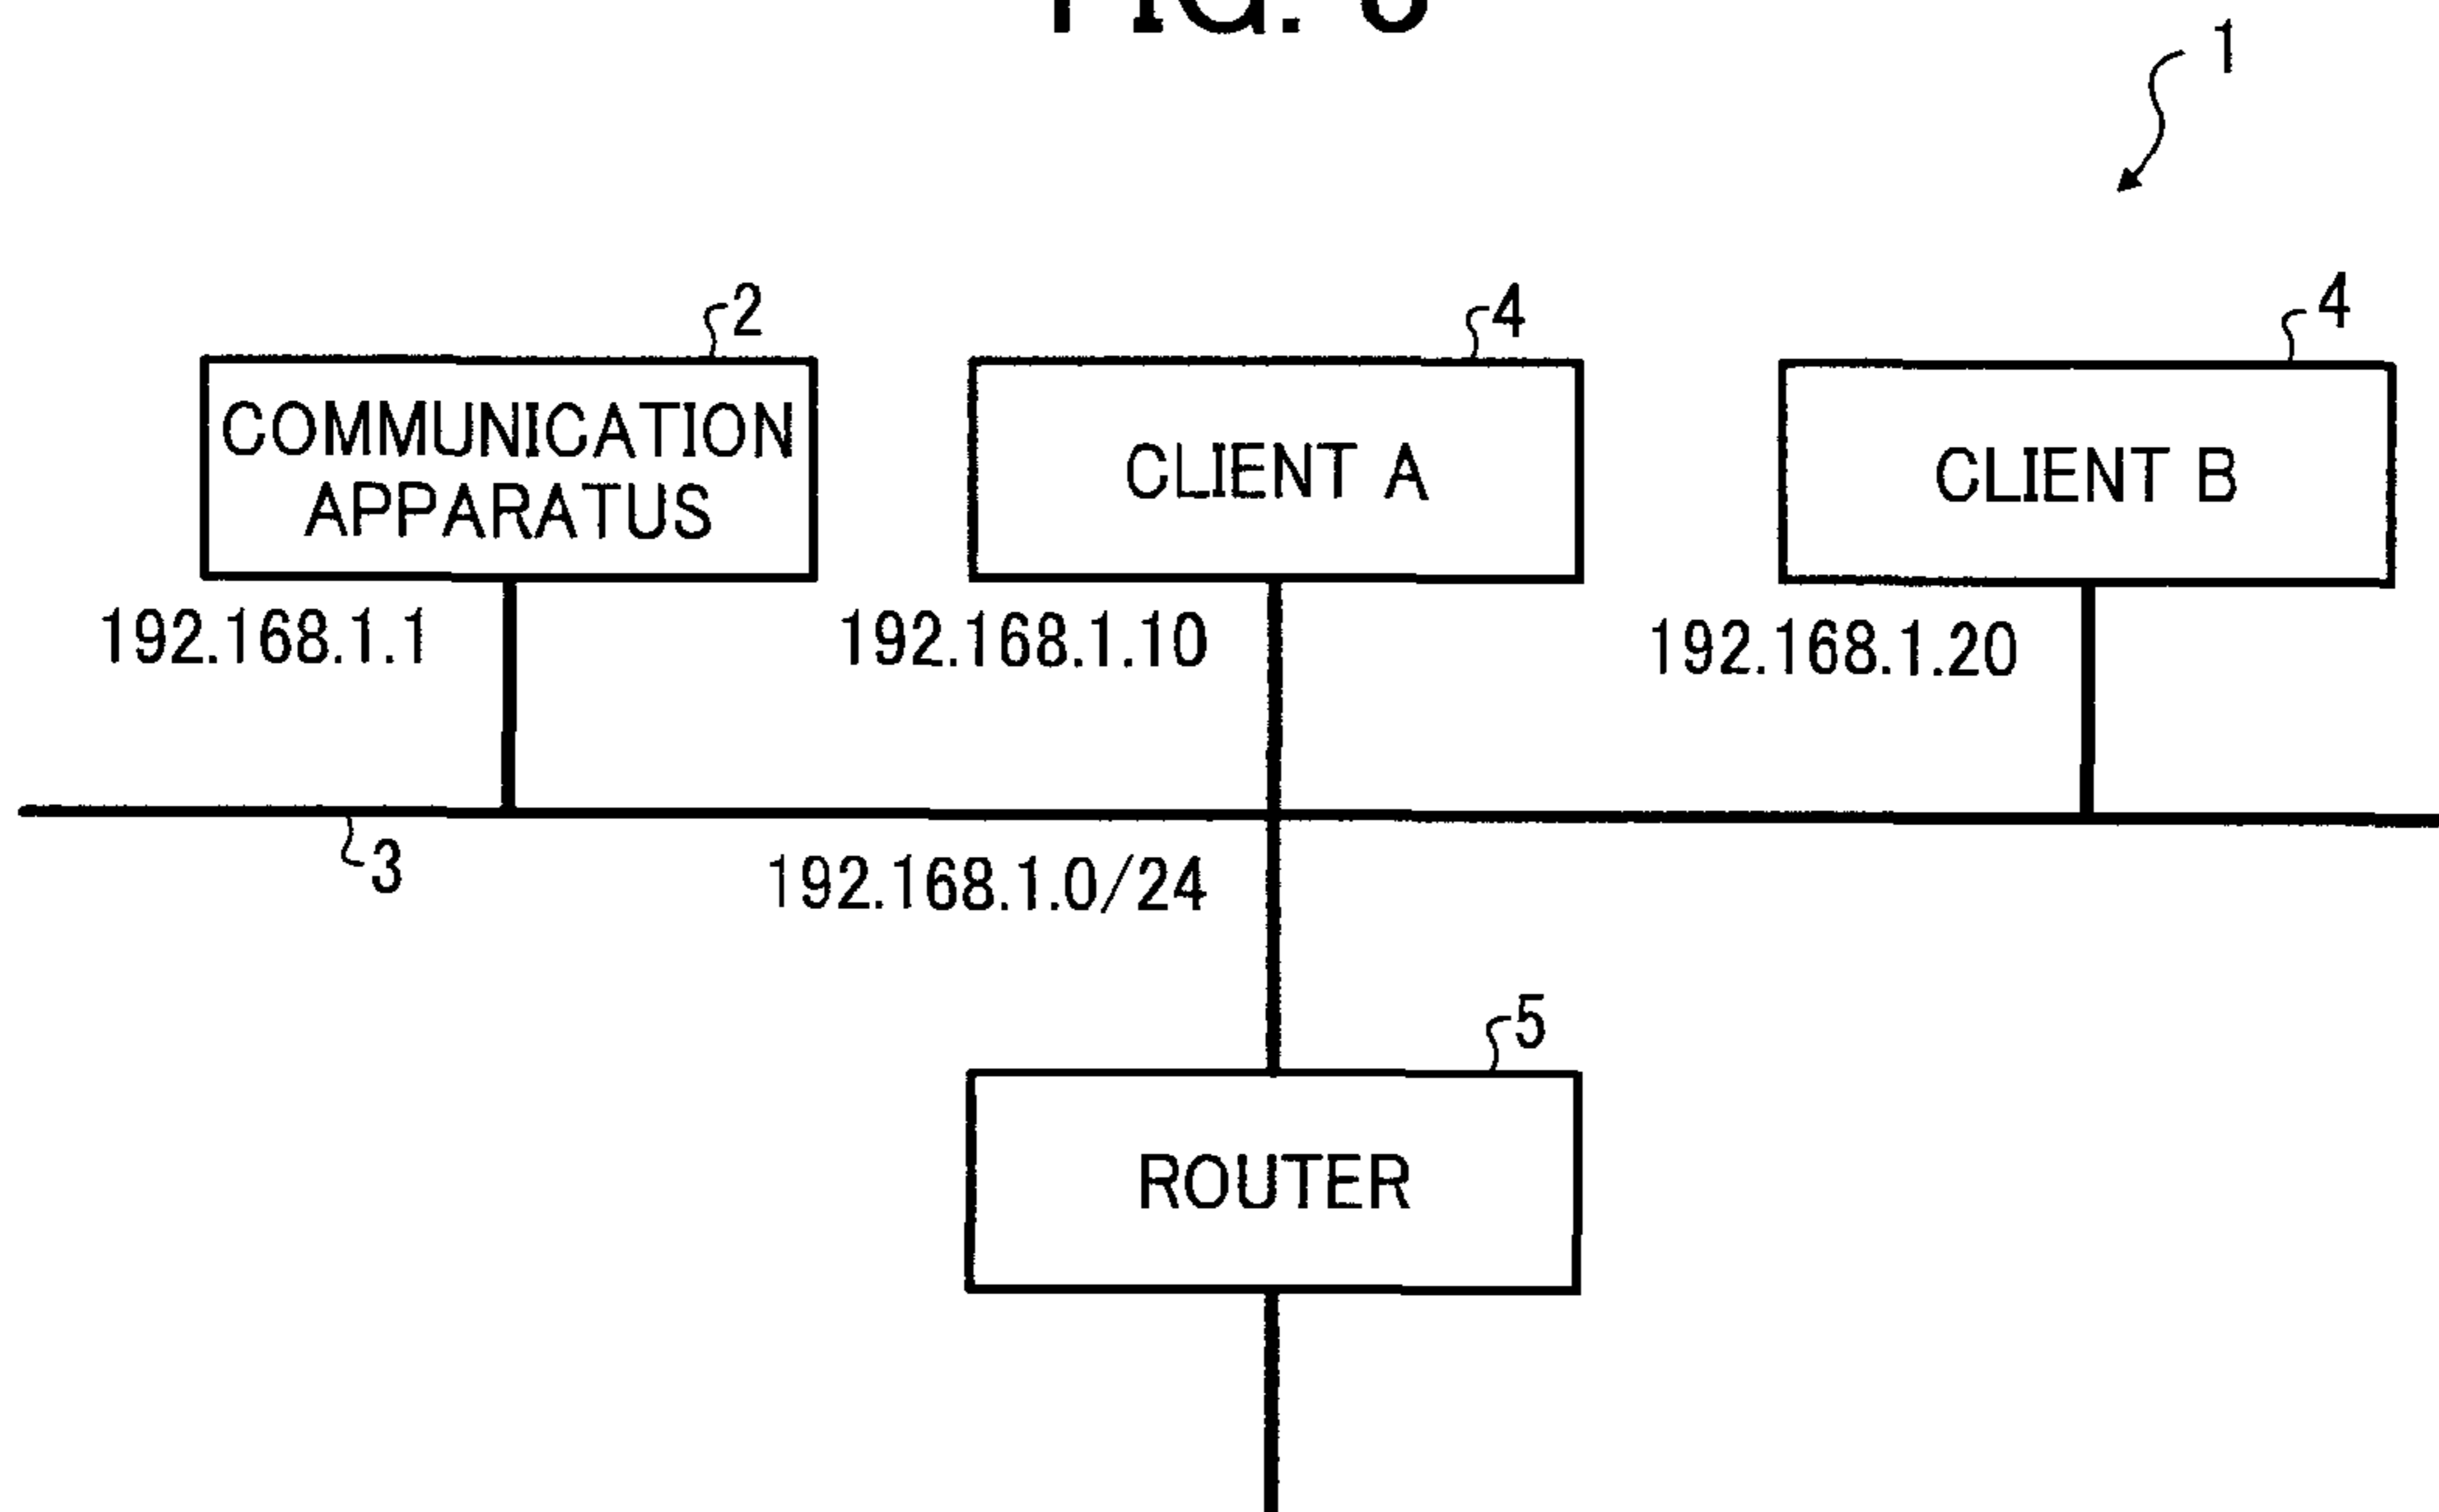 FIG.
1
2
4
4
COMMUNICATION
APPARATUS
CLIENT A
CLIENT B
192.168.1.1
192.168.1.10
192.168.1.20
3
192.168.1.0/24
5
ROUTER